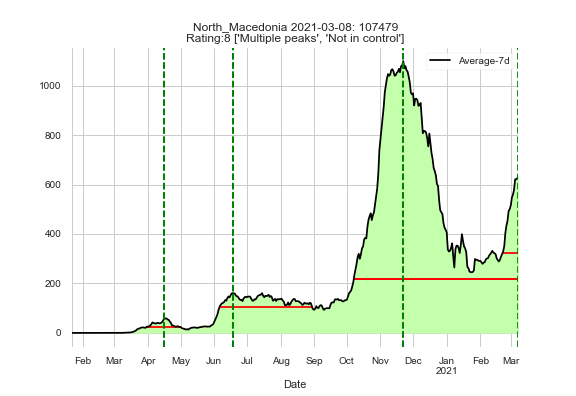 North_Macedonia 2021-03-08: 107479
Rating:8 ['Multiple peaks', 'Not in control']
Average-7d
1000
800
600
400
200
0
Feb Mar Apr May Jun Jul Aug Sep Oct Nov Dec Jan Feb Mar
2021
Date